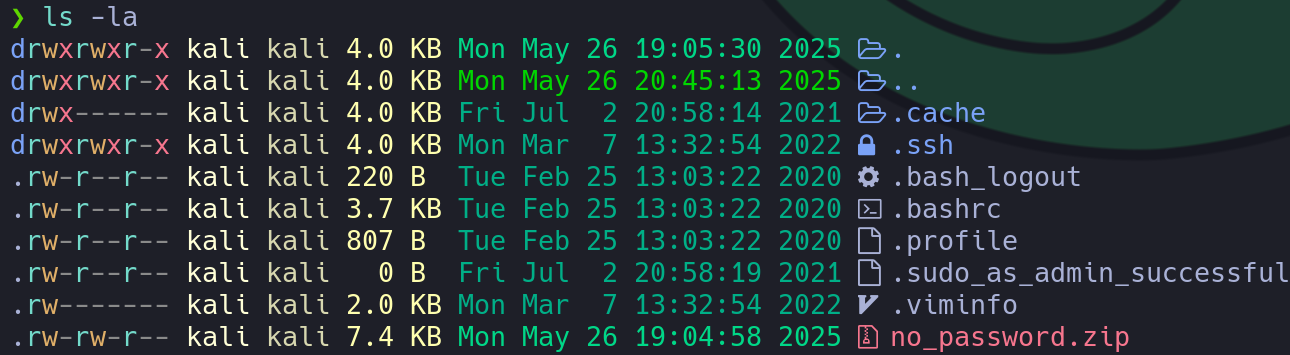 ❯ ls -la
drwxrwxr-x kali kali 4.0 KB Mon May 26 19:05:30 2025 .
drwxrwxr-x kali kali 4.0 KB Mon May 26 20:45:13 2025 ..
drwx------ kali kali 4.0 KB Fri Jul  2 20:58:14 2021 .cache
drwxrwxr-x kali kali 4.0 KB Mon Mar  7 13:32:54 2022 .ssh
.rw-r--r-- kali kali 220 B  Tue Feb 25 13:03:22 2020 .bash_logout
.rw-r--r-- kali kali 3.7 KB Tue Feb 25 13:03:22 2020 .bashrc
.rw-r--r-- kali kali 807 B  Tue Feb 25 13:03:22 2020 .profile
.rw-r--r-- kali kali   0 B  Fri Jul  2 20:58:19 2021 .sudo_as_admin_successful
.rw------- kali kali 2.0 KB Mon Mar  7 13:32:54 2022 .viminfo
.rw-rw-r-- kali kali 7.4 KB Mon May 26 19:04:58 2025 no_password.zip